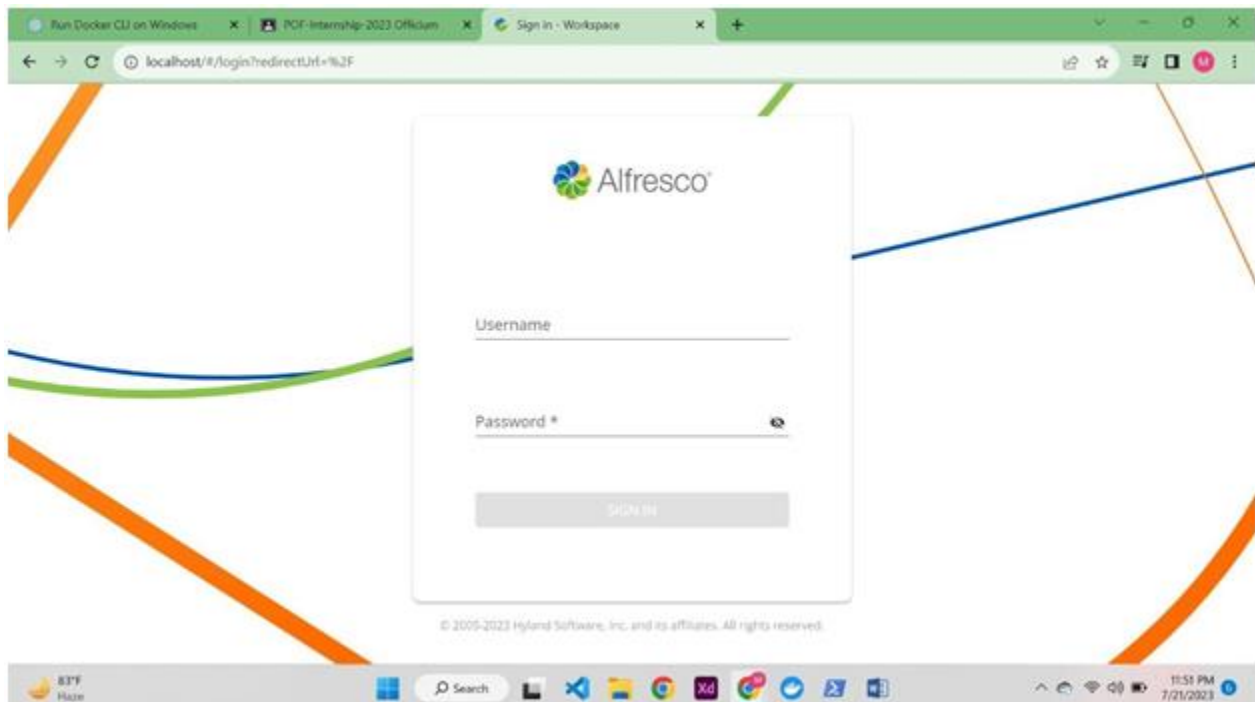 Run Docker CLI on Windows
POF-Internship-2023 Officium
Sign in - Workspace
localhost/#/login?redirectUrl=%2F
M
Alfresco
Username
Password *
SIGN IN
© 2005-2023 Hyland Software, Inc. and its affiliates. All rights reserved.
83°F
Haze
Search
Xd
11:51 PM
7/21/2023